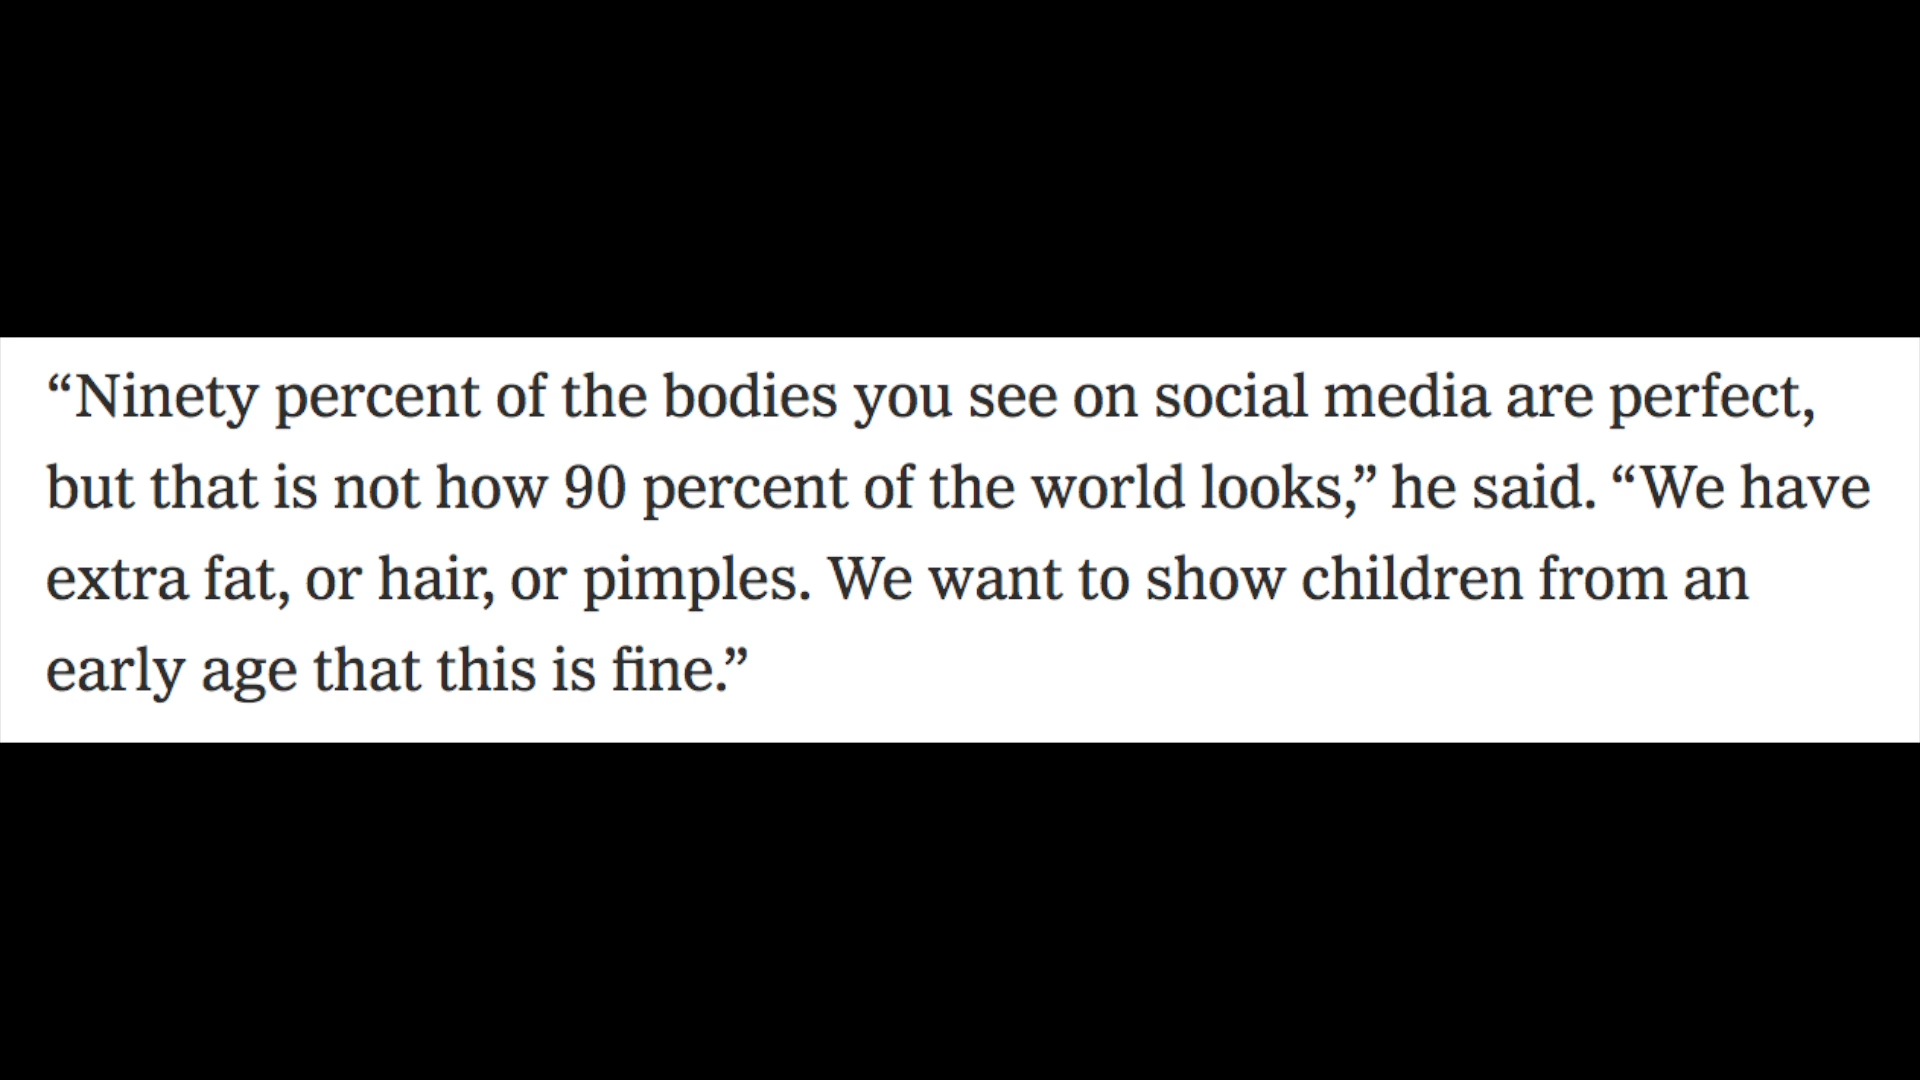 “Ninety percent of the bodies you see on social media are perfect,
but that is not how 90 percent of the world looks,” he said. “We have
extra fat, or hair, or pimples. We want to show children from an
early age that this is fine.”